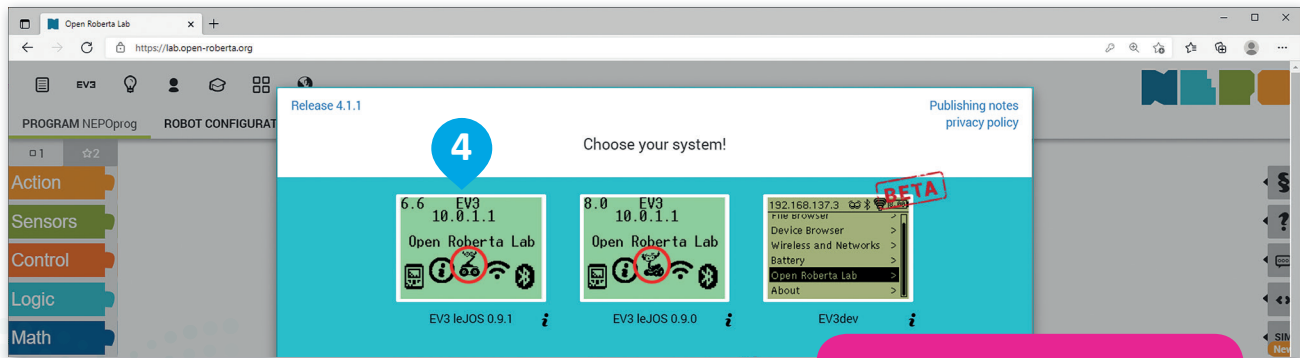 Open Roberta Lab
https://lab.open-roberta.org
EV3
PROGRAM NEPOprog ROBOT CONFIGURAT
Release 4.1.1
Publishing notes
privacy policy
Choose your system!
4
1
2
Action
Sensors
Control
Logic
Math
6.6 EV3
10.0.1.1
Open Roberta Lab
EV3 leJOS 0.9.1 i
8.0 EV3
10.0.1.1
Open Roberta Lab
EV3 leJOS 0.9.0 i
BETA
192.168.137.3
File Browser >
Device Browser >
Wireless and Networks >
Battery >
Open Roberta Lab >
About >
EV3dev i
§
?
SIM
New